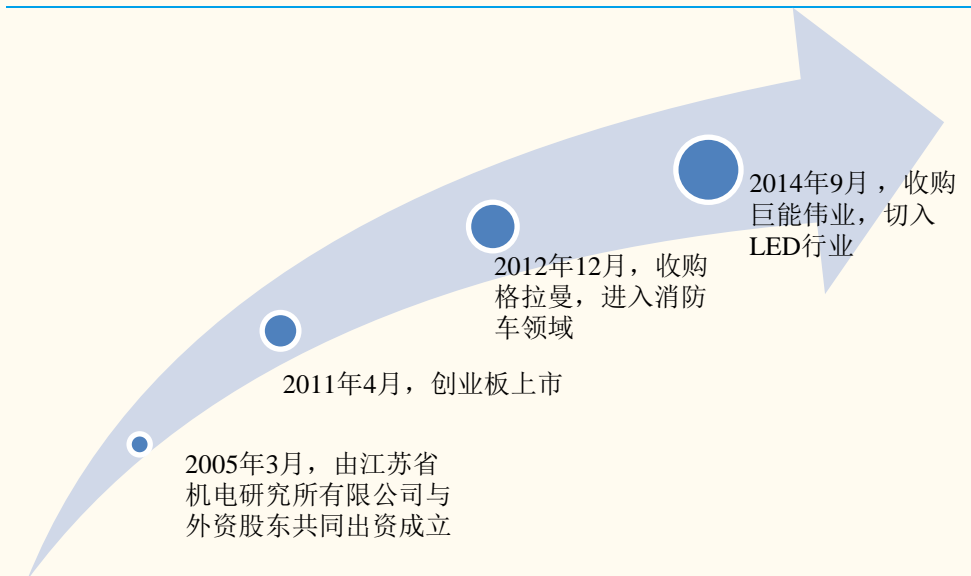 2014年9月 ，收购
巨能伟业，切入
LED行业
2012年12月，收购
格拉曼，进入消防
车领域
2011年4月，创业板上市
2005年3月，由江苏省
机电研究所有限公司与
外资股东共同出资成立